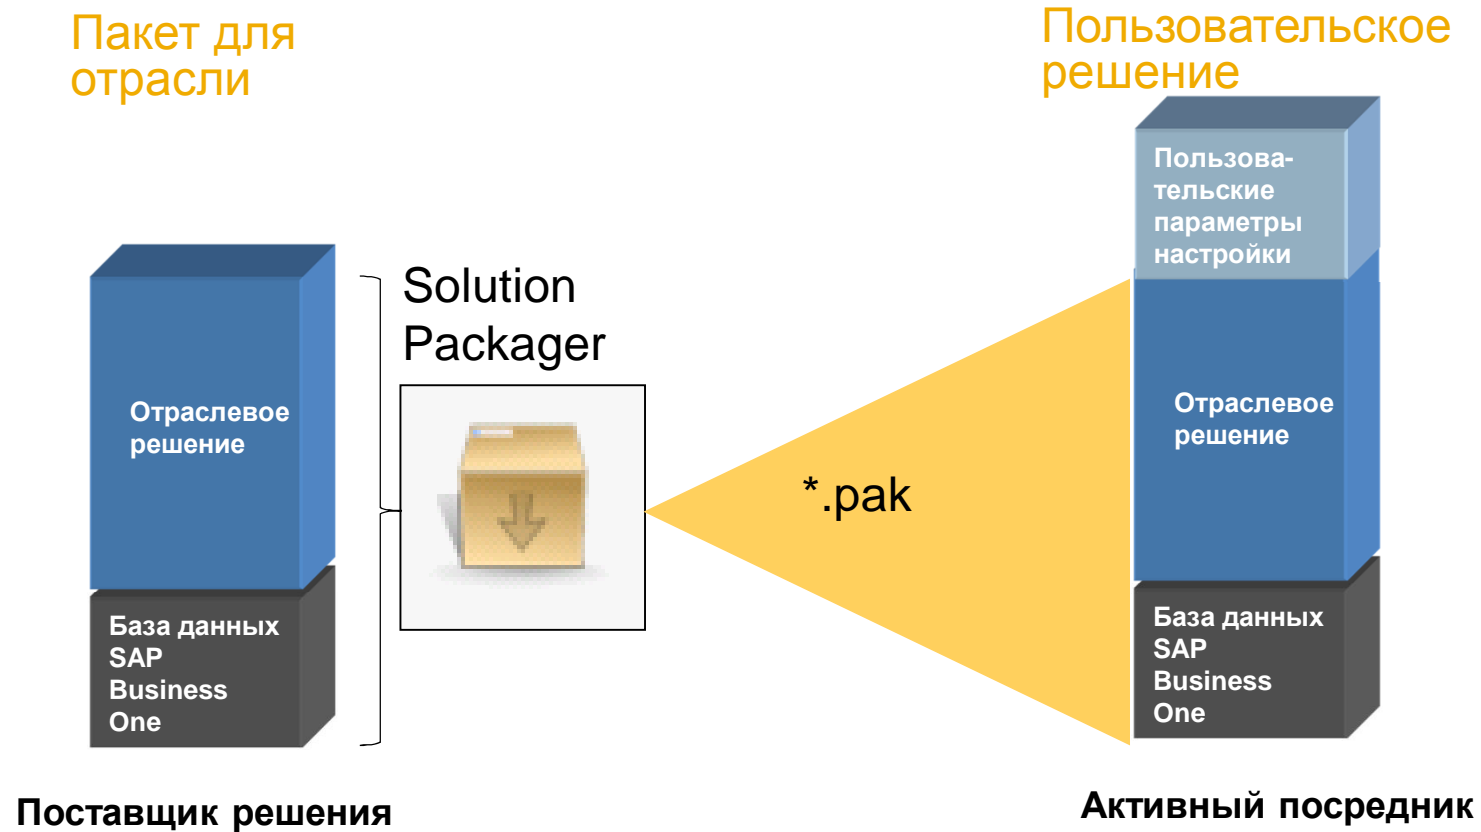 Пакет для
отрасли
Пользовательское
решение
Solution
Packager
Отраслевое
решение
База данных
SAP
Business
One
*.pak
Пользова-
тельские
параметры
настройки
Отраслевое
решение
База данных
SAP
Business
One
Поставщик решения
Активный посредник